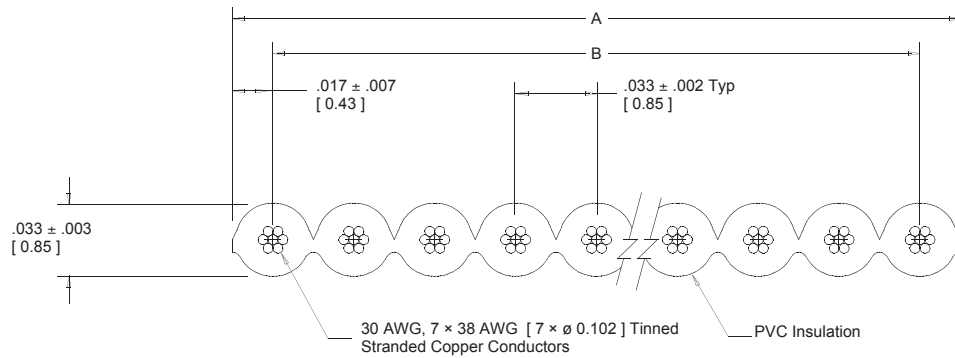 A
B
.017 ± .007
[ 0.43 ]
.033 ± .002 Typ
[ 0.85 ]
.033 ± .003
[ 0.85 ]
30 AWG, 7 × 38 AWG [ 7 × ø 0.102 ] Tinned
Stranded Copper Conductors
PVC Insulation